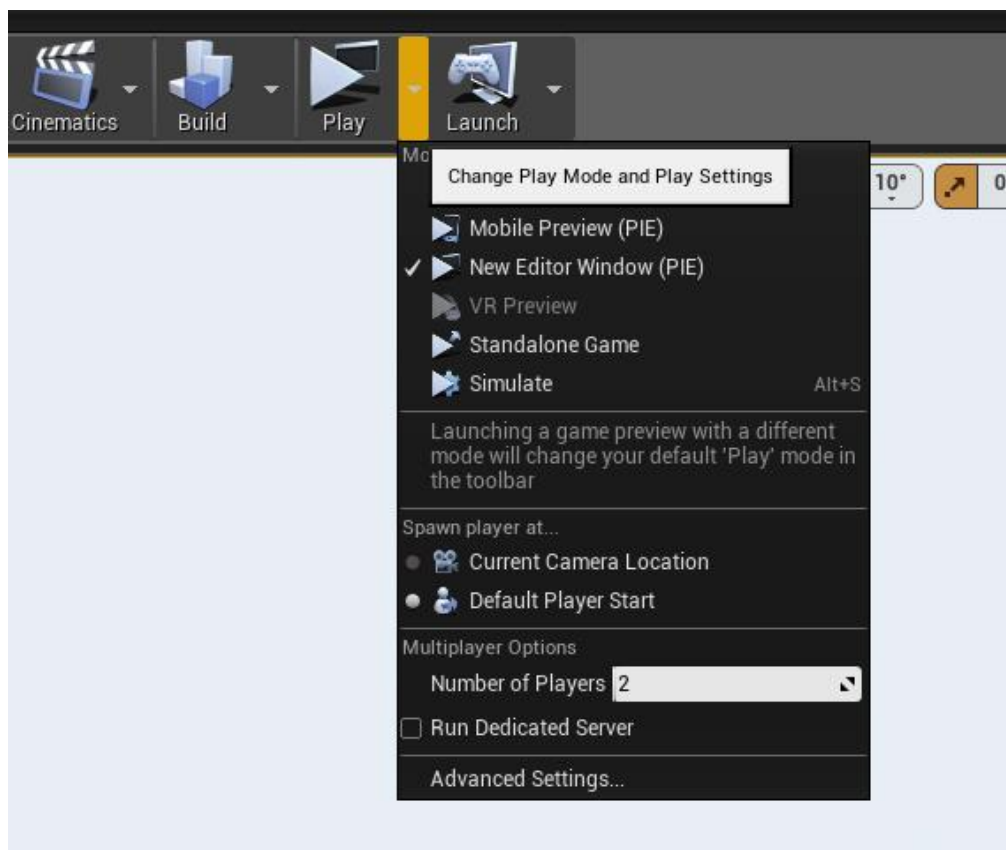 Cinematics
Build
Play
Launch
Mo
Change Play Mode and Play Settings
10°
0
Mobile Preview (PIE)
New Editor Window (PIE)
VR Preview
Standalone Game
Simulate Alt+S
Launching a game preview with a different
mode will change your default 'Play' mode in
the toolbar
Spawn player at...
Current Camera Location
Default Player Start
Multiplayer Options
Number of Players 2
Run Dedicated Server
Advanced Settings...